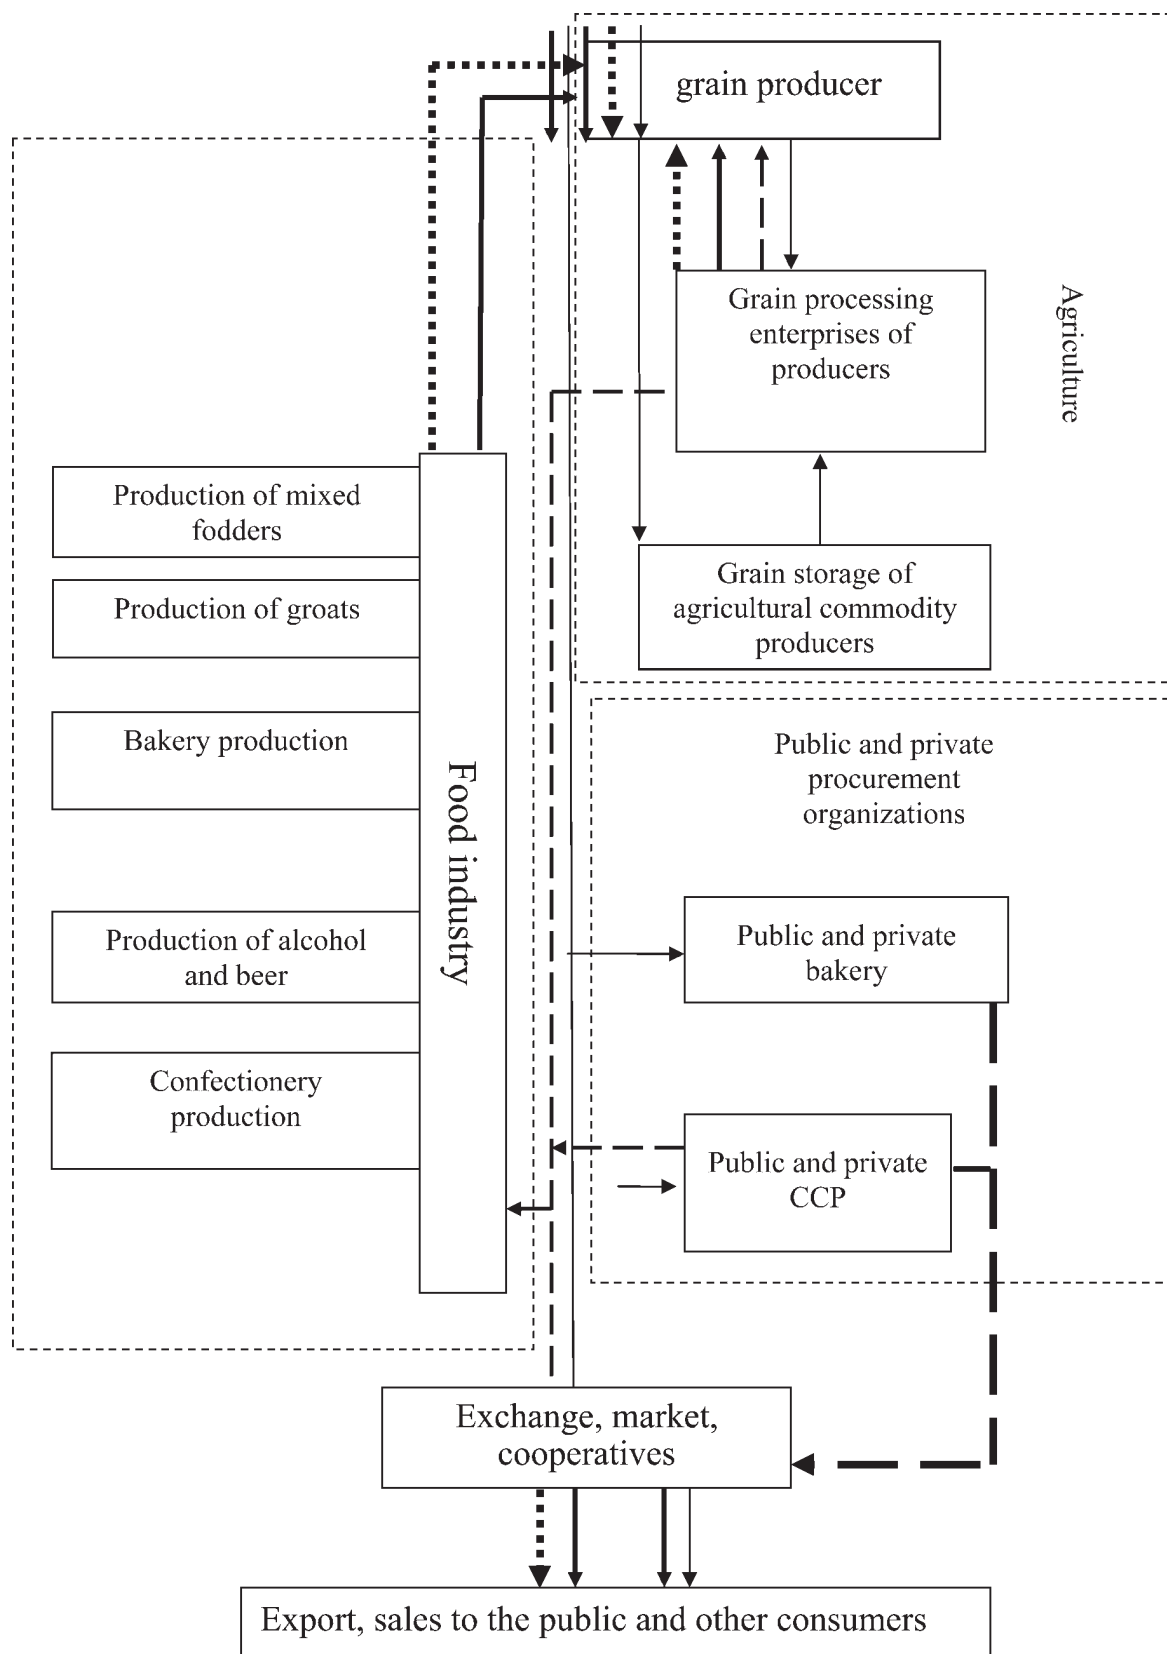 grain producer
Grain processing
enterprises of
producers
Agriculture
Grain storage of
agricultural commodity
producers
Production of mixed
fodders
Production of groats
Bakery production
Production of alcohol
and beer
Confectionery
production
Food industry
Public and private
procurement
organizations
Public and private
bakery
Public and private
CCP
Exchange, market,
cooperatives
Export, sales to the public and other consumers